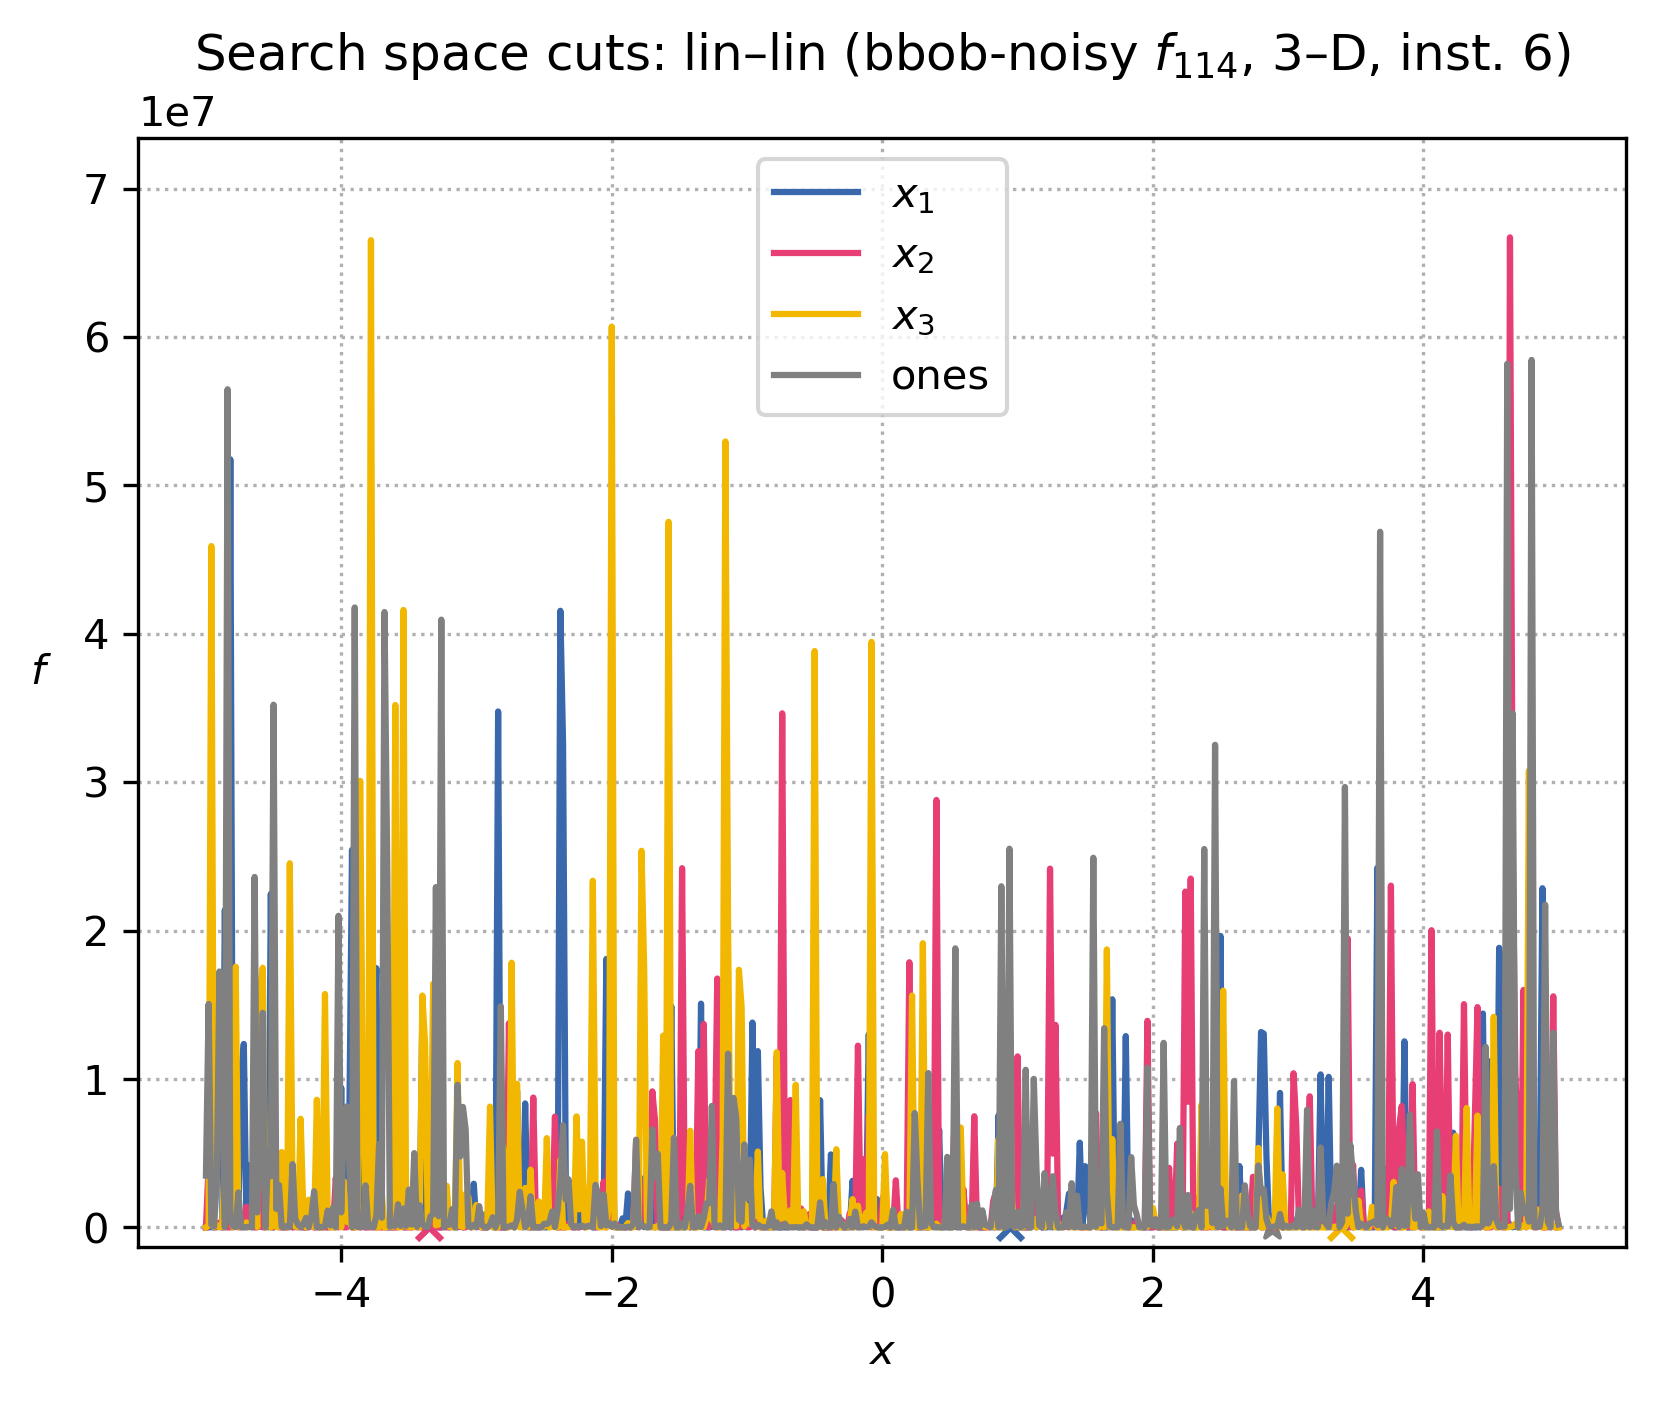 Search space cuts: lin–lin (bbob-noisy f₁₁₄, 3–D, inst. 6)
1e7
7
6
5
4
3
2
1
0
f
x₁
x₂
x₃
ones
−4
−2
0
2
4
x